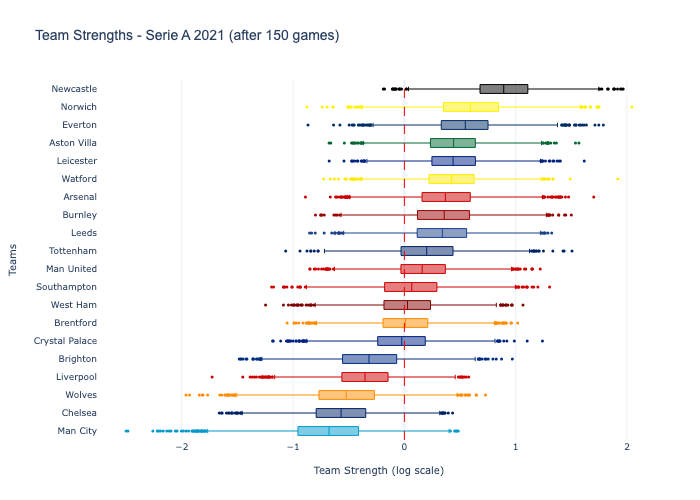 Team Strengths - Serie A 2021 (after 150 games)
Newcastle
Norwich
Everton
Aston Villa
Leicester
Watford
Arsenal
Burnley
Leeds
Tottenham
Man United
Southampton
West Ham
Brentford
Crystal Palace
Brighton
Liverpool
Wolves
Chelsea
Man City
Teams
−2 −1 0 1 2
Team Strength (log scale)